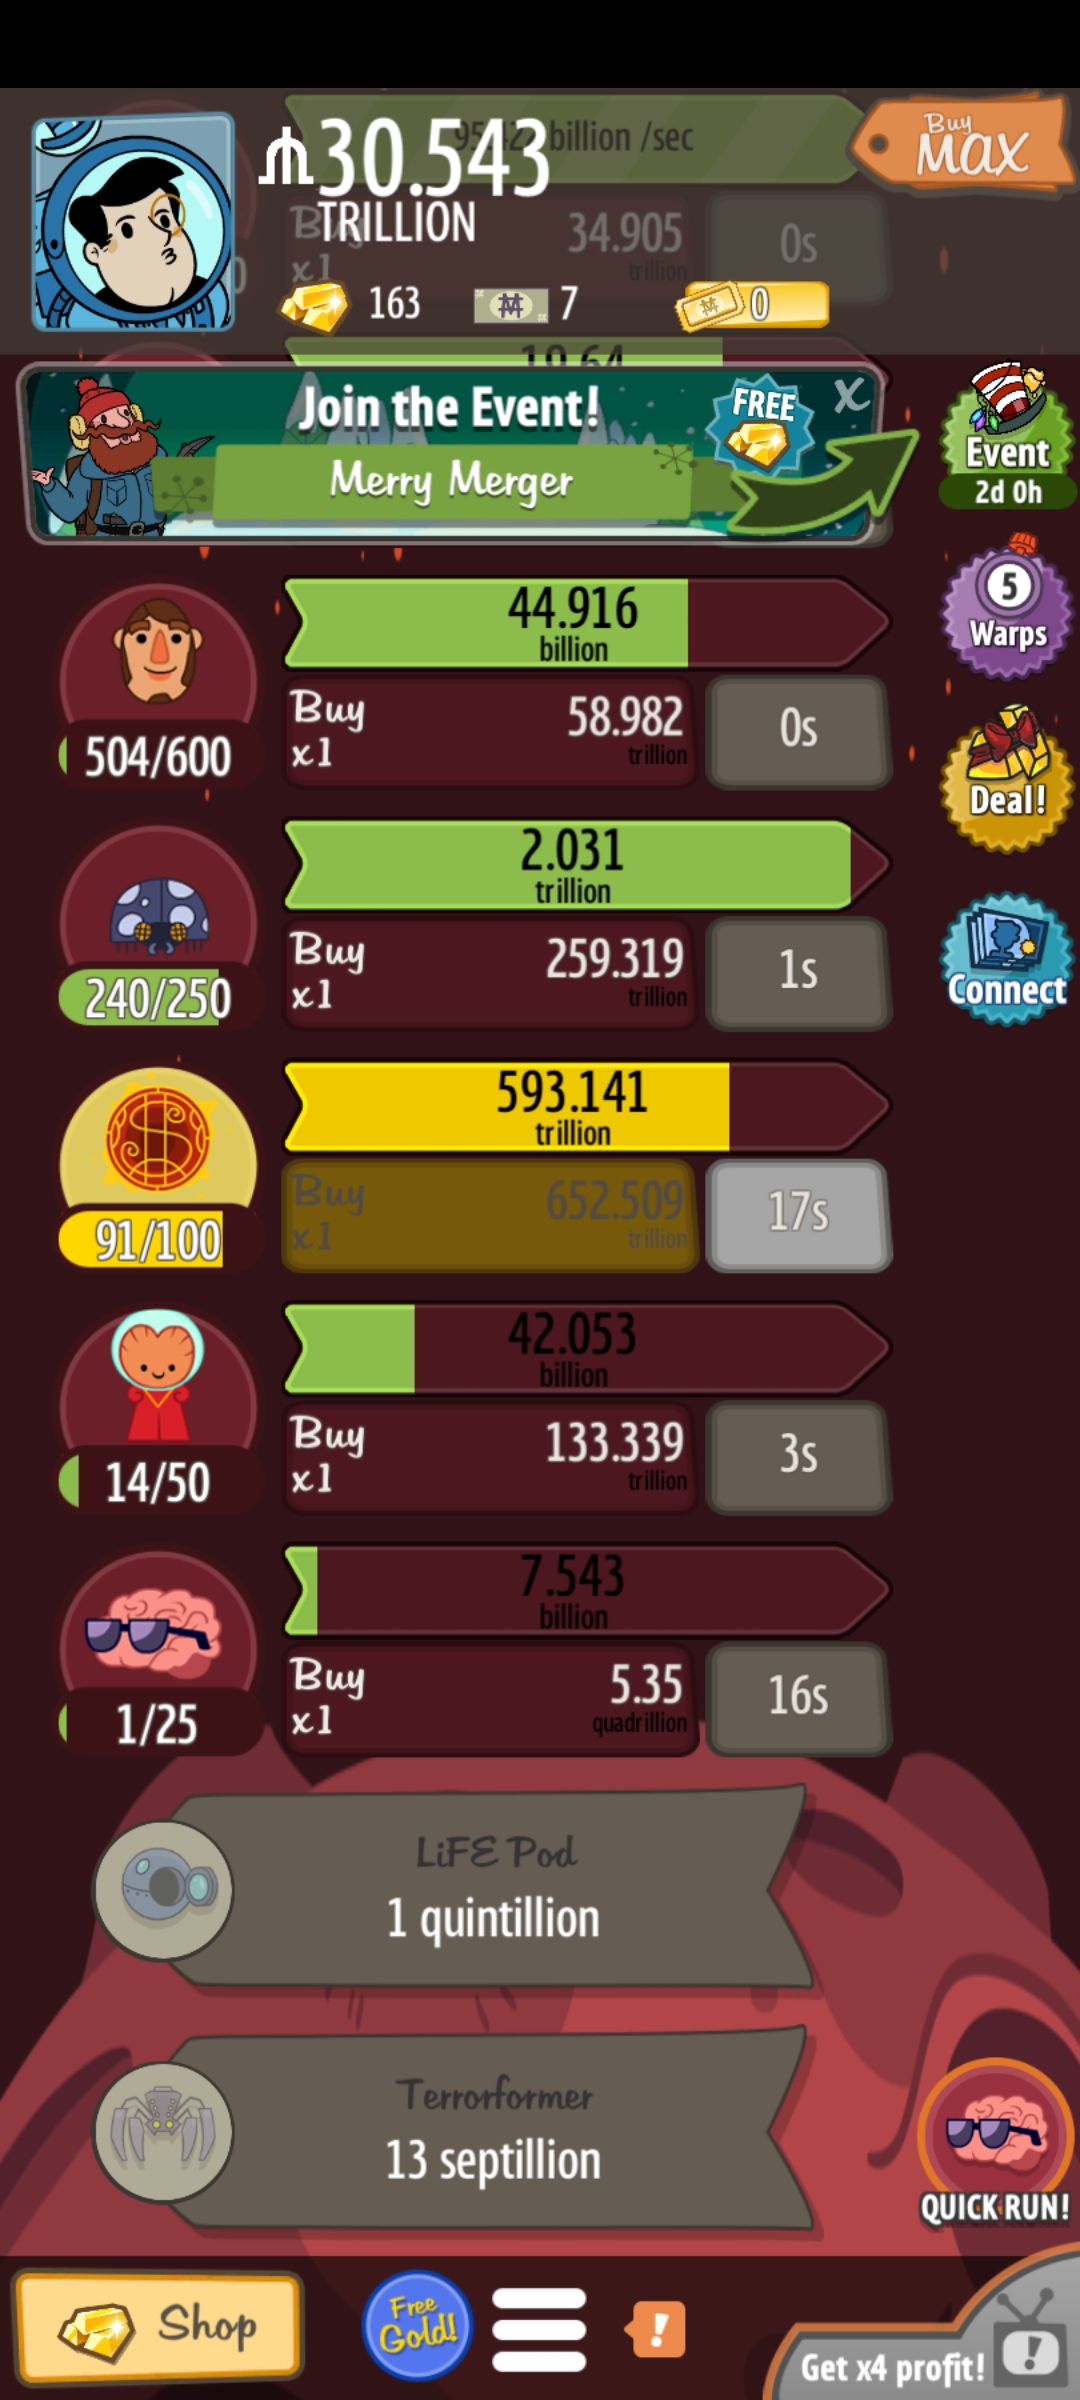 billion /sec
30.543
TRILLION
Buy
MAX
34.905
trillion
x1
0s
163
7
0
19.64
Join the Event!
Merry Merger
FREE
X
Event
2d 0h
44.916
billion
504/600
Buy
x1
58.982
trillion
0s
5
Warps
2.031
trillion
240/250
Buy
x1
259.319
trillion
1s
Deal!
Connect
593.141
trillion
91/100
Buy
x1
652.509
trillion
17s
42.053
billion
14/50
Buy
x1
133.339
trillion
3s
7.543
billion
1/25
Buy
x1
5.35
quadrillion
16s
LiFE Pod
1 quintillion
Terrorformer
13 septillion
QUICK RUN!
Shop
Free
Gold!
!
Get x4 profit!
!